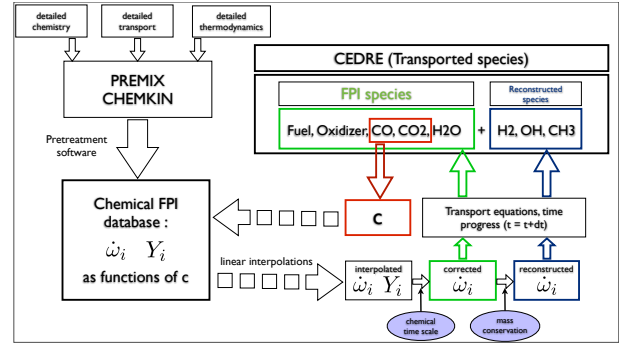 detailed
chemistry
detailed
transport
detailed
thermodynamics
PREMIX
CHEMKIN
CEDRE (Transported species)
FPI species
Reconstructed
species
Fuel, Oxidizer, CO, CO2, H2O + H2, OH, CH3
Pretreatment
software
Chemical FPI
database :
ω̇ᵢ Yᵢ
as functions of c
C
Transport equations, time
progress (t = t+dt)
linear interpolations
interpolated
ω̇ᵢ Yᵢ
corrected
ω̇ᵢ
reconstructed
ω̇ᵢ
chemical
time scale
mass
conservation